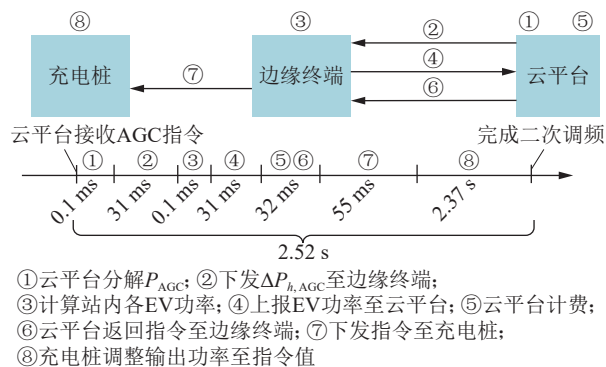 ⑧ ③ ① ⑤
②
充电桩 ⑦ 边缘终端 ④ 云平台
⑥
云平台接收AGC指令 完成二次调频
① ② ③ ④ ⑤⑥ ⑦ ⑧
0.1 ms 31 ms 0.1 ms 31 ms 32 ms 55 ms 2.37 s
2.52 s
①云平台分解P_AGC; ②下发ΔP_h,AGC至边缘终端;
③计算站内各EV功率; ④上报EV功率至云平台; ⑤云平台计费;
⑥云平台返回指令至边缘终端; ⑦下发指令至充电桩;
⑧充电桩调整输出功率至指令值